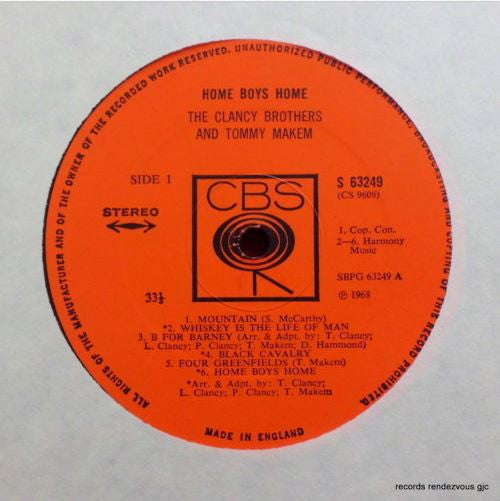 ALL RIGHTS OF THE MANUFACTURER AND OF THE OWNER OF THE RECORDED WORK RESERVED. UNAUTHORIZED PUBLIC PERFORMANCE, BROADCASTING AND COPYING OF THIS RECORD PROHIBITED.
HOME BOYS HOME
THE CLANCY BROTHERS
AND TOMMY MAKEM
SIDE 1
CBS
S 63249
(CS 9608)
STEREO
1. Cop. Con.
2—6. Harmony
Music
SBPG 63249 A
33⅓
℗ 1968
1. MOUNTAIN (S. McCarthy)
*2. WHISKEY IS THE LIFE OF MAN
3. B FOR BARNEY (Arr. & Adpt. by: T. Clancy;
L. Clancy; P. Clancy; T. Makem; D. Hammond)
*4. BLACK CAVALRY
5. FOUR GREENFIELDS (T. Makem)
*6. HOME BOYS HOME
*Arr. & Adpt. by: T. Clancy;
L. Clancy; P. Clancy; T. Makem
MADE IN ENGLAND
records rendezvous gjc